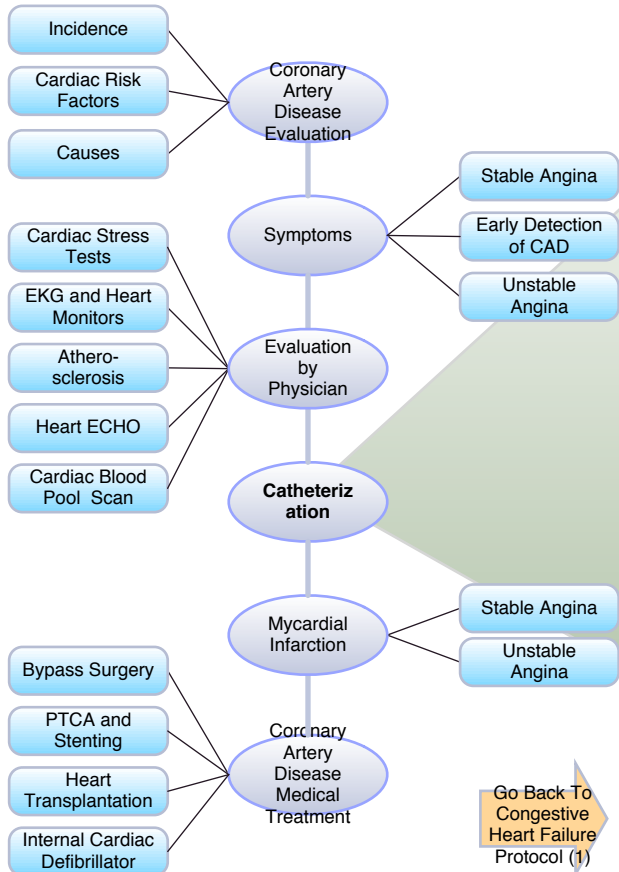 Incidence
Cardiac Risk
Factors
Causes
Coronary
Artery
Disease
Evaluation
Symptoms
Stable Angina
Early Detection
of CAD
Unstable
Angina
Cardiac Stress
Tests
EKG and Heart
Monitors
Athero-
sclerosis
Heart ECHO
Cardiac Blood
Pool Scan
Evaluation
by
Physician
Catheteriz
ation
Mycardial
Infarction
Stable Angina
Unstable
Angina
Bypass Surgery
PTCA and
Stenting
Heart
Transplantation
Internal Cardiac
Defibrillator
Coronary
Artery
Disease
Medical
Treatment
Go Back To
Congestive
Heart Failure
Protocol (1)